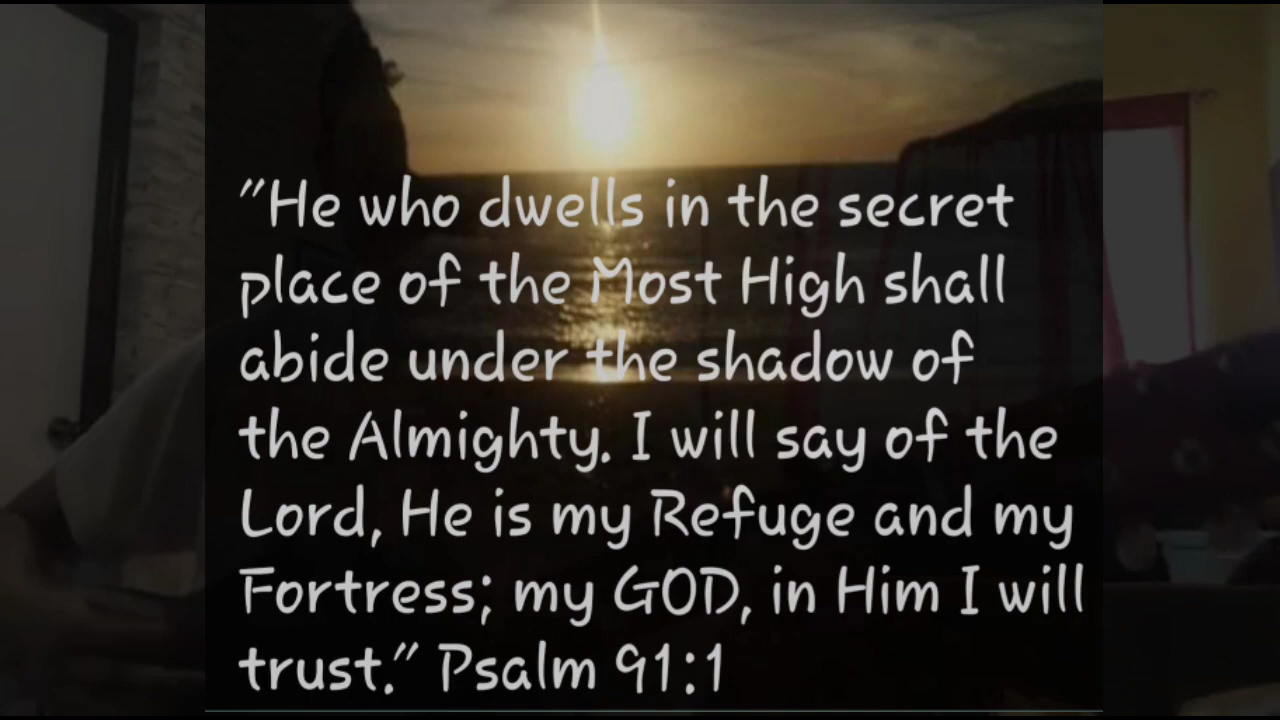 "He who dwells in the secret
place of the Most High shall
abide under the shadow of
the Almighty. I will say of the
Lord, He is my Refuge and my
Fortress; my GOD, in Him I will
trust." Psalm 91:1